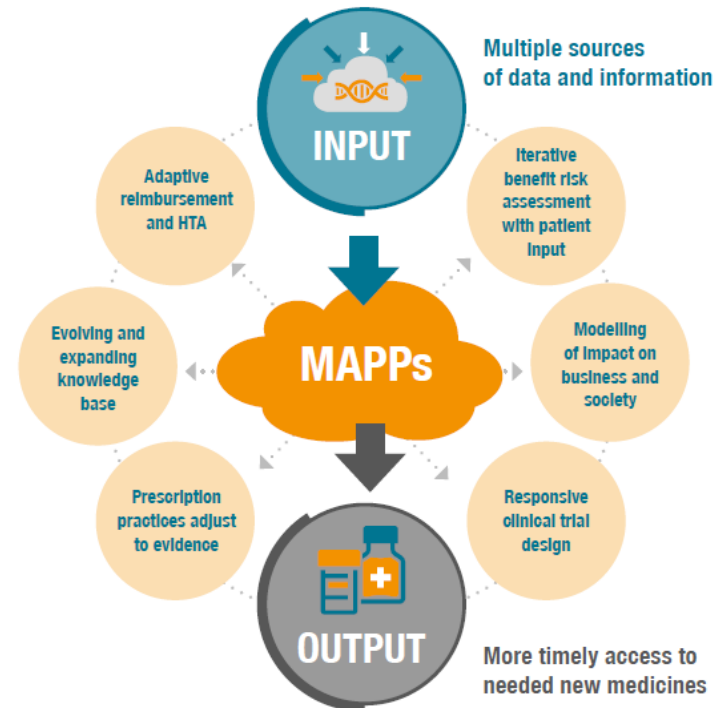 Multiple sources
of data and information
INPUT
Adaptive
reimbursement
and HTA
Iterative
benefit risk
assessment
with patient
input
Evolving and
expanding
knowledge
base
MAPPs
Modelling
of impact on
business and
society
Prescription
practices adjust
to evidence
Responsive
clinical trial
design
OUTPUT
More timely access to
needed new medicines